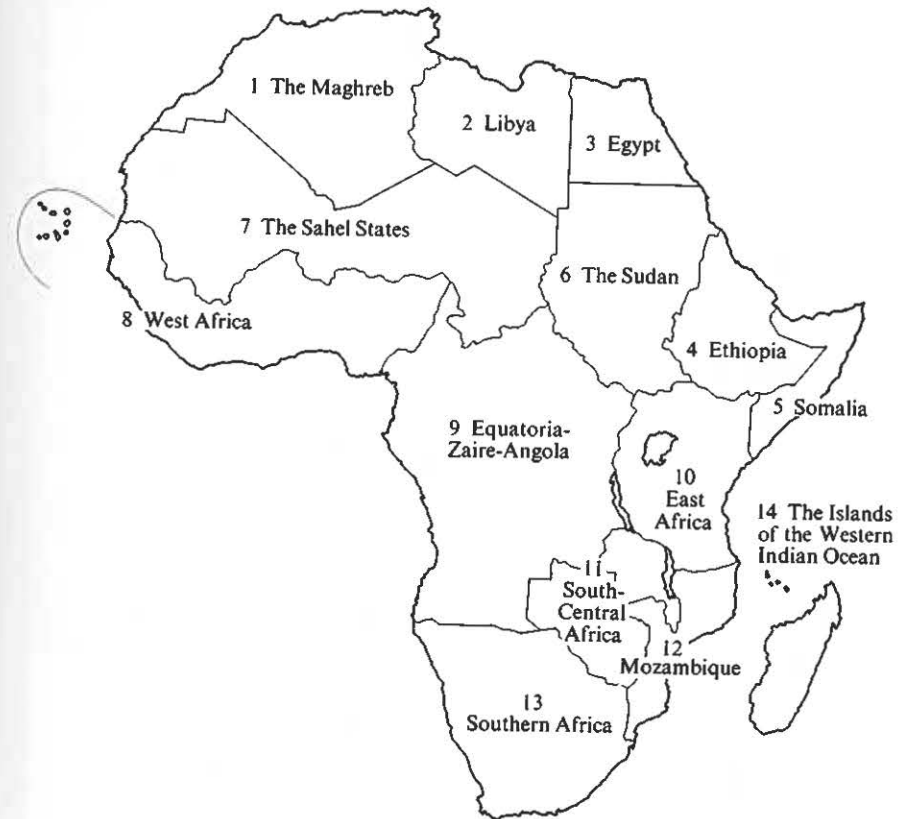 1 The Maghreb
2 Libya
3 Egypt
7 The Sahel States
6 The Sudan
8 West Africa
4 Ethiopia
5 Somalia
9 Equatoria-
Zaire-Angola
10
East
Africa
14 The Islands
of the Western
Indian Ocean
11
South-
Central
Africa
12
Mozambique
13
Southern Africa